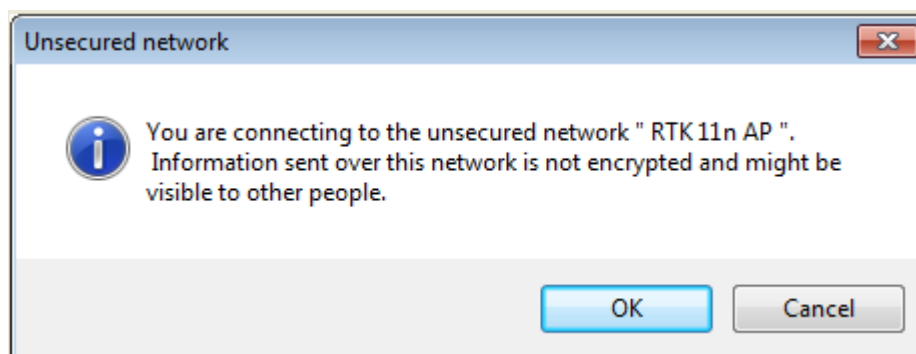 Unsecured network
You are connecting to the unsecured network " RTK 11n AP ".
Information sent over this network is not encrypted and might be
visible to other people.
OK
Cancel